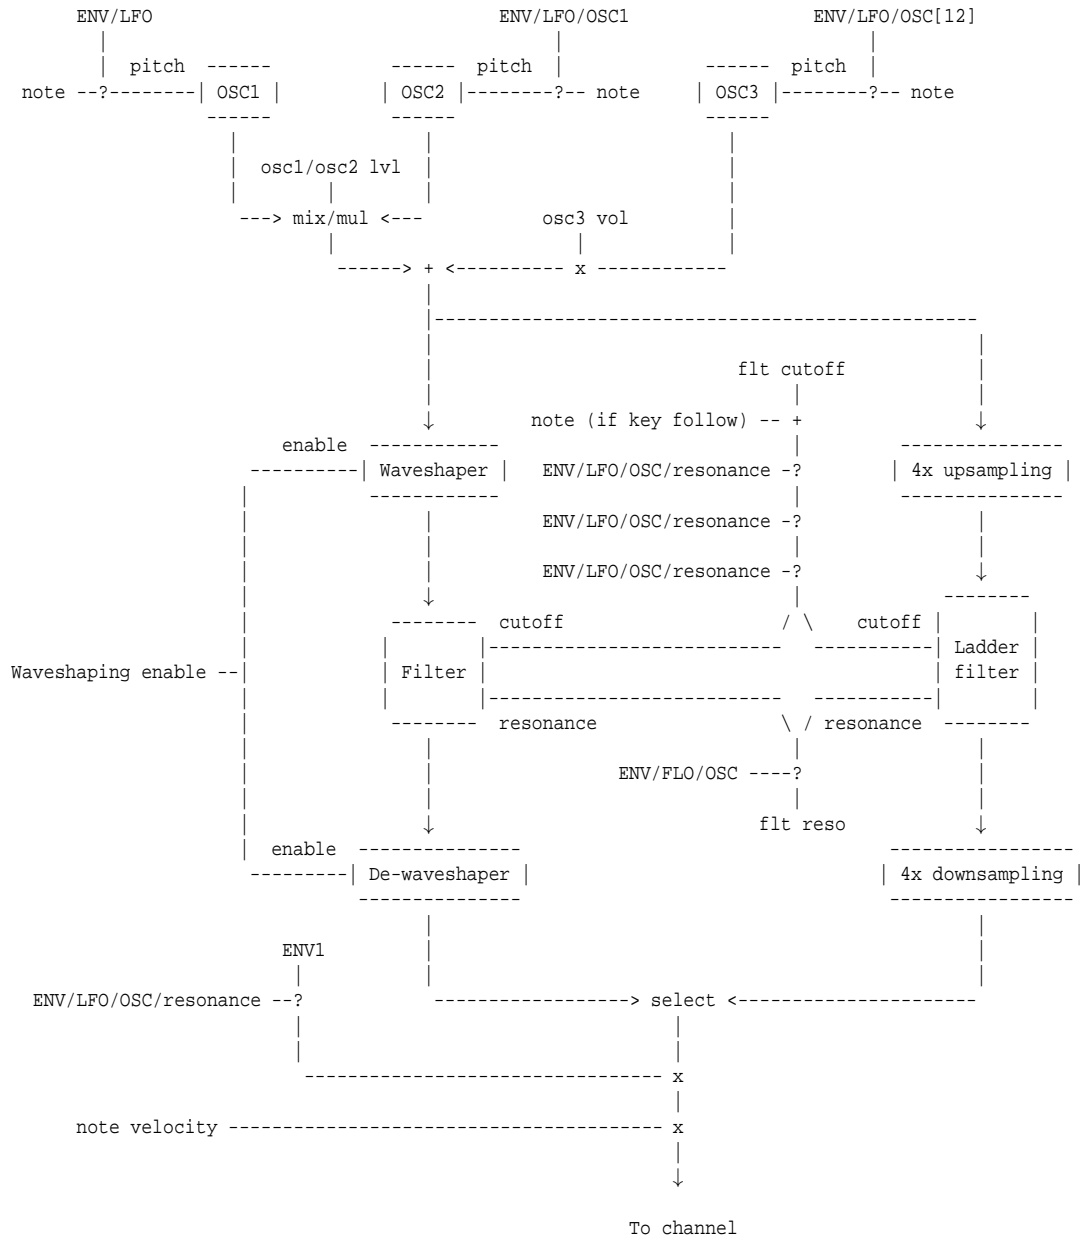 ENV/LFO ENV/LFO/OSC1 ENV/LFO/OSC[12]
pitch pitch pitch
note --?--------| OSC1 | | OSC2 |--------?-- note | OSC3 |--------?-- note
osc1/osc2 lvl
---> mix/mul <--- osc3 vol
------> + <---------- x ------------
flt cutoff
note (if key follow) -- +
enable
----------| Waveshaper | ENV/LFO/OSC/resonance -? | 4x upsampling |
ENV/LFO/OSC/resonance -?
ENV/LFO/OSC/resonance -?
cutoff / \ cutoff
Ladder
Waveshaping enable --| | Filter | | filter |
resonance \ / resonance
ENV/FLO/OSC ----?
flt reso
enable
---------| De-waveshaper | | 4x downsampling |
ENV1
ENV/LFO/OSC/resonance --? ------------------> select <----------------------
--------------------------------- x
note velocity ---------------------------------------- x
To channel